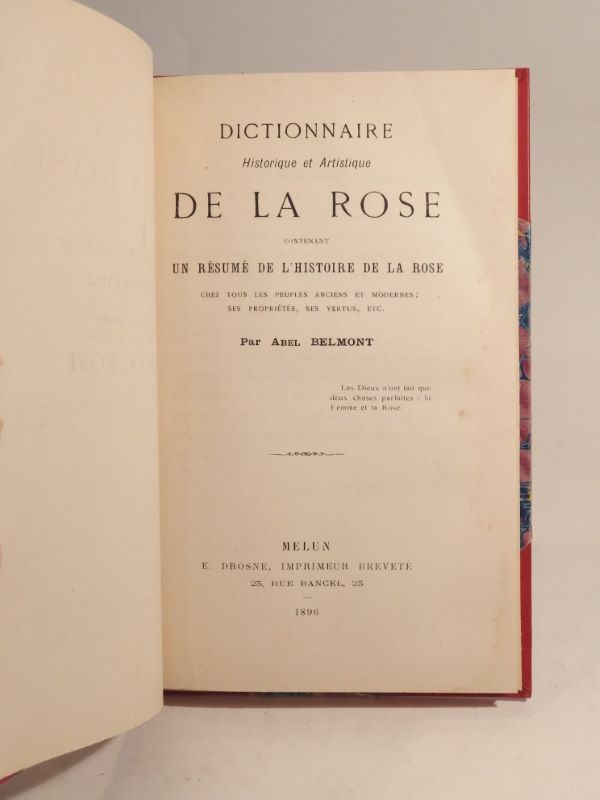 DICTIONNAIRE
Historique et Artistique
DE LA ROSE
CONTENANT
UN RÉSUMÉ DE L'HISTOIRE DE LA ROSE
CHEZ TOUS LES PEUPLES ANCIENS ET MODERNES ;
SES PROPRIÉTÉS, SES VERTUS, ETC.
Par ABEL BELMONT
Les Dieux n'ont fait que
deux choses parfaites : la
Femme et la Rose.
MELUN
E. DROSNE, IMPRIMEUR BREVETÉ
23, RUE BANCEL, 23
1896